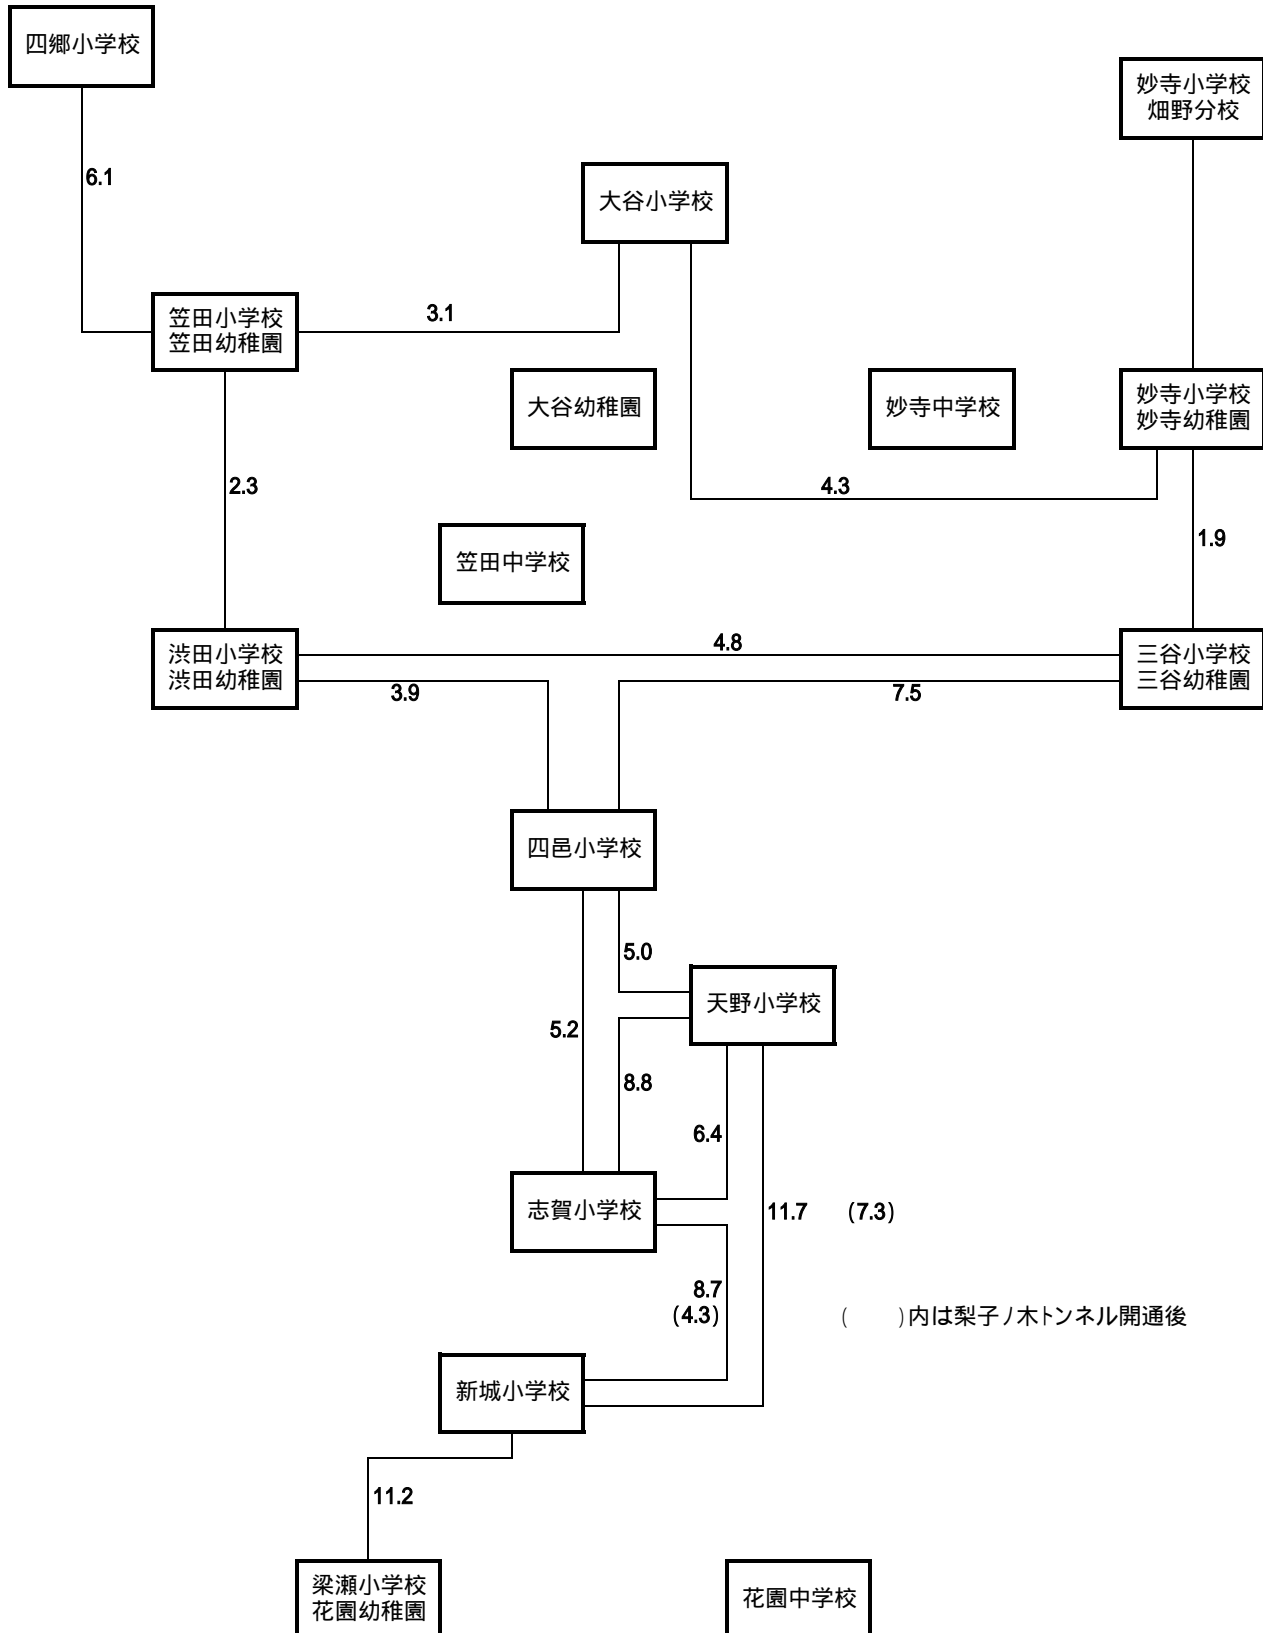 四郷小学校
妙寺小学校
畑野分校
6.1
大谷小学校
笠田小学校
笠田幼稚園
3.1
大谷幼稚園
妙寺中学校
妙寺小学校
妙寺幼稚園
2.3
4.3
1.9
笠田中学校
渋田小学校
渋田幼稚園
4.8
三谷小学校
三谷幼稚園
3.9
7.5
四邑小学校
5.0
天野小学校
5.2
8.8
6.4
志賀小学校
11.7 (7.3)
8.7
(4.3)
( )内は梨子ノ木トンネル開通後
新城小学校
11.2
梁瀬小学校
花園幼稚園
花園中学校